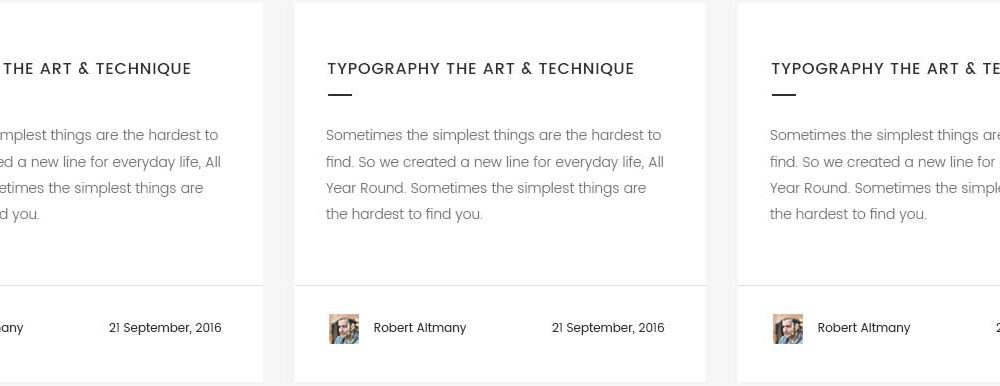 THE ART & TECHNIQUE
mplest things are the hardest to
ed a new line for everyday life, All
etimes the simplest things are
d you.
any
21 September, 2016
TYPOGRAPHY THE ART & TECHNIQUE
Sometimes the simplest things are the hardest to
find. So we created a new line for everyday life, All
Year Round. Sometimes the simplest things are
the hardest to find you.
Robert Altmany
21 September, 2016
TYPOGRAPHY THE ART & TE
Sometimes the simplest things are
find. So we created a new line for
Year Round. Sometimes the simple
the hardest to find you.
Robert Altmany
2